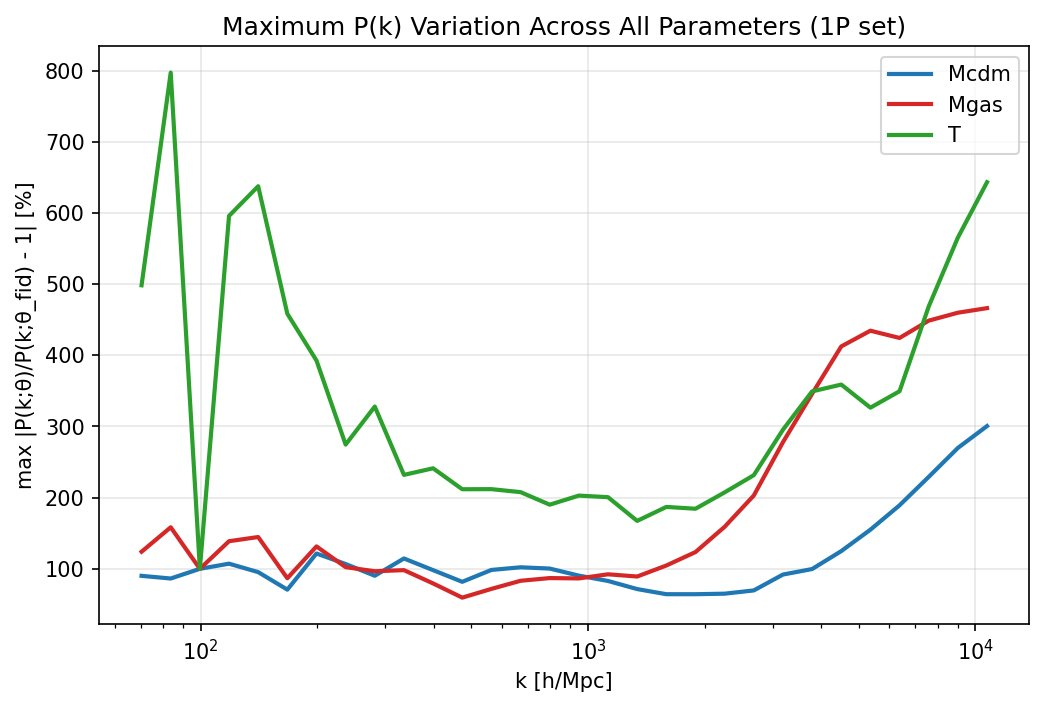 Maximum P(k) Variation Across All Parameters (1P set)
max |P(k;θ)/P(k;θ_fid) - 1| [%]
800
700
600
500
400
300
200
100
Mcdm
Mgas
T
10²
10³
10⁴
k [h/Mpc]